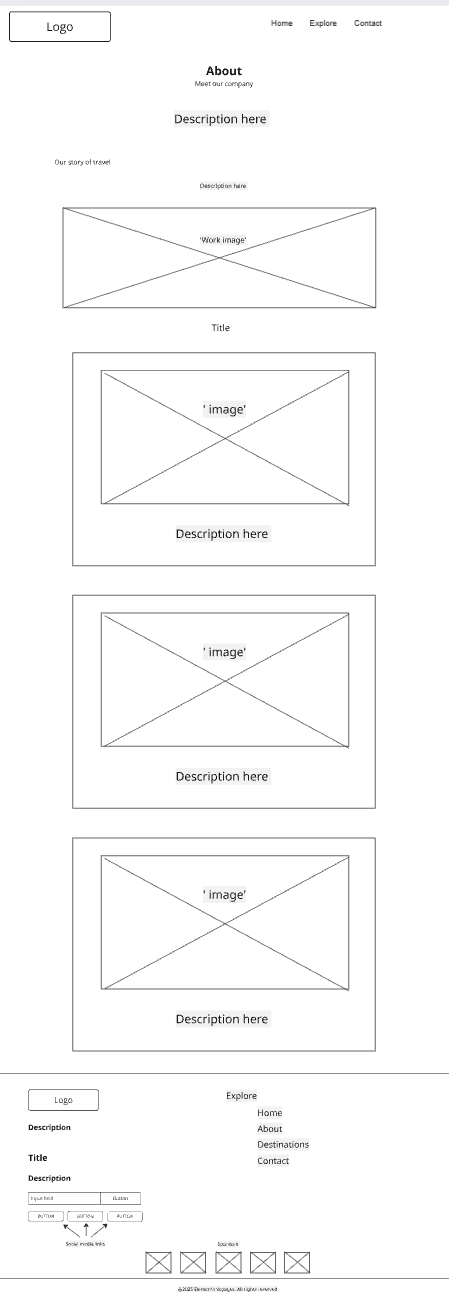 Logo
Home Explore Contact
About
Meet our company
Description here
Our story of travel
Description here
'Work image'
Title
' image'
Description here
' image'
Description here
' image'
Description here
Logo
Description
Title
Description
Input field Button
BUTTON BUTTON BUTTON
Social media links
Explore
Home
About
Destinations
Contact
Sponsors
©2025 Voyages. All rights reserved